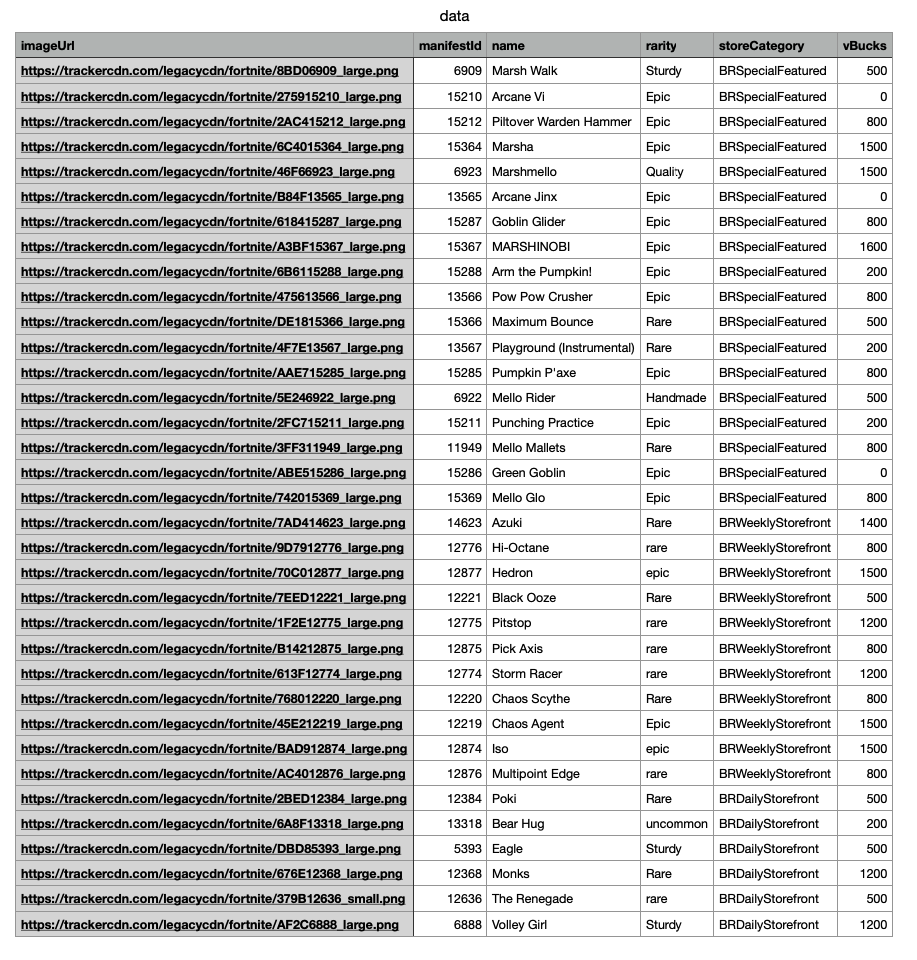 data
imageUrl manifestId name rarity storeCategory vBucks
https://trackercdn.com/legacycdn/fortnite/8BD06909_large.png 6909 Marsh Walk Sturdy BRSpecialFeatured 500
https://trackercdn.com/legacycdn/fortnite/275915210_large.png 15210 Arcane Vi Epic BRSpecialFeatured 0
https://trackercdn.com/legacycdn/fortnite/2AC415212_large.png 15212 Piltover Warden Hammer Epic BRSpecialFeatured 800
https://trackercdn.com/legacycdn/fortnite/6C4015364_large.png 15364 Marsha Epic BRSpecialFeatured 1500
https://trackercdn.com/legacycdn/fortnite/46F66923_large.png 6923 Marshmello Quality BRSpecialFeatured 1500
https://trackercdn.com/legacycdn/fortnite/B84F13565_large.png 13565 Arcane Jinx Epic BRSpecialFeatured 0
https://trackercdn.com/legacycdn/fortnite/618415287_large.png 15287 Goblin Glider Epic BRSpecialFeatured 800
https://trackercdn.com/legacycdn/fortnite/A3BF15367_large.png 15367 MARSHINOBI Epic BRSpecialFeatured 1600
https://trackercdn.com/legacycdn/fortnite/6B6115288_large.png 15288 Arm the Pumpkin! Epic BRSpecialFeatured 200
https://trackercdn.com/legacycdn/fortnite/475613566_large.png 13566 Pow Pow Crusher Epic BRSpecialFeatured 800
https://trackercdn.com/legacycdn/fortnite/DE1815366_large.png 15366 Maximum Bounce Rare BRSpecialFeatured 500
https://trackercdn.com/legacycdn/fortnite/4F7E13567_large.png 13567 Playground (Instrumental) Rare BRSpecialFeatured 200
https://trackercdn.com/legacycdn/fortnite/AAE715285_large.png 15285 Pumpkin P'axe Epic BRSpecialFeatured 800
https://trackercdn.com/legacycdn/fortnite/5E246922_large.png 6922 Mello Rider Handmade BRSpecialFeatured 500
https://trackercdn.com/legacycdn/fortnite/2FC715211_large.png 15211 Punching Practice Epic BRSpecialFeatured 200
https://trackercdn.com/legacycdn/fortnite/3FF311949_large.png 11949 Mello Mallets Rare BRSpecialFeatured 800
https://trackercdn.com/legacycdn/fortnite/ABE515286_large.png 15286 Green Goblin Epic BRSpecialFeatured 0
https://trackercdn.com/legacycdn/fortnite/742015369_large.png 15369 Mello Glo Epic BRSpecialFeatured 800
https://trackercdn.com/legacycdn/fortnite/7AD414623_large.png 14623 Azuki Rare BRWeeklyStorefront 1400
https://trackercdn.com/legacycdn/fortnite/9D7912776_large.png 12776 Hi-Octane rare BRWeeklyStorefront 800
https://trackercdn.com/legacycdn/fortnite/70C012877_large.png 12877 Hedron epic BRWeeklyStorefront 1500
https://trackercdn.com/legacycdn/fortnite/7EED12221_large.png 12221 Black Ooze Rare BRWeeklyStorefront 500
https://trackercdn.com/legacycdn/fortnite/1F2E12775_large.png 12775 Pitstop rare BRWeeklyStorefront 1200
https://trackercdn.com/legacycdn/fortnite/B14212875_large.png 12875 Pick Axis rare BRWeeklyStorefront 800
https://trackercdn.com/legacycdn/fortnite/613F12774_large.png 12774 Storm Racer rare BRWeeklyStorefront 1200
https://trackercdn.com/legacycdn/fortnite/768012220_large.png 12220 Chaos Scythe Rare BRWeeklyStorefront 800
https://trackercdn.com/legacycdn/fortnite/45E212219_large.png 12219 Chaos Agent Epic BRWeeklyStorefront 1500
https://trackercdn.com/legacycdn/fortnite/BAD912874_large.png 12874 Iso epic BRWeeklyStorefront 1500
https://trackercdn.com/legacycdn/fortnite/AC4012876_large.png 12876 Multipoint Edge rare BRWeeklyStorefront 800
https://trackercdn.com/legacycdn/fortnite/2BED12384_large.png 12384 Poki Rare BRDailyStorefront 500
https://trackercdn.com/legacycdn/fortnite/6A8F13318_large.png 13318 Bear Hug uncommon BRDailyStorefront 200
https://trackercdn.com/legacycdn/fortnite/DBD85393_large.png 5393 Eagle Sturdy BRDailyStorefront 500
https://trackercdn.com/legacycdn/fortnite/676E12368_large.png 12368 Monks Rare BRDailyStorefront 1200
https://trackercdn.com/legacycdn/fortnite/379B12636_small.png 12636 The Renegade rare BRDailyStorefront 500
https://trackercdn.com/legacycdn/fortnite/AF2C6888_large.png 6888 Volley Girl Sturdy BRDailyStorefront 1200